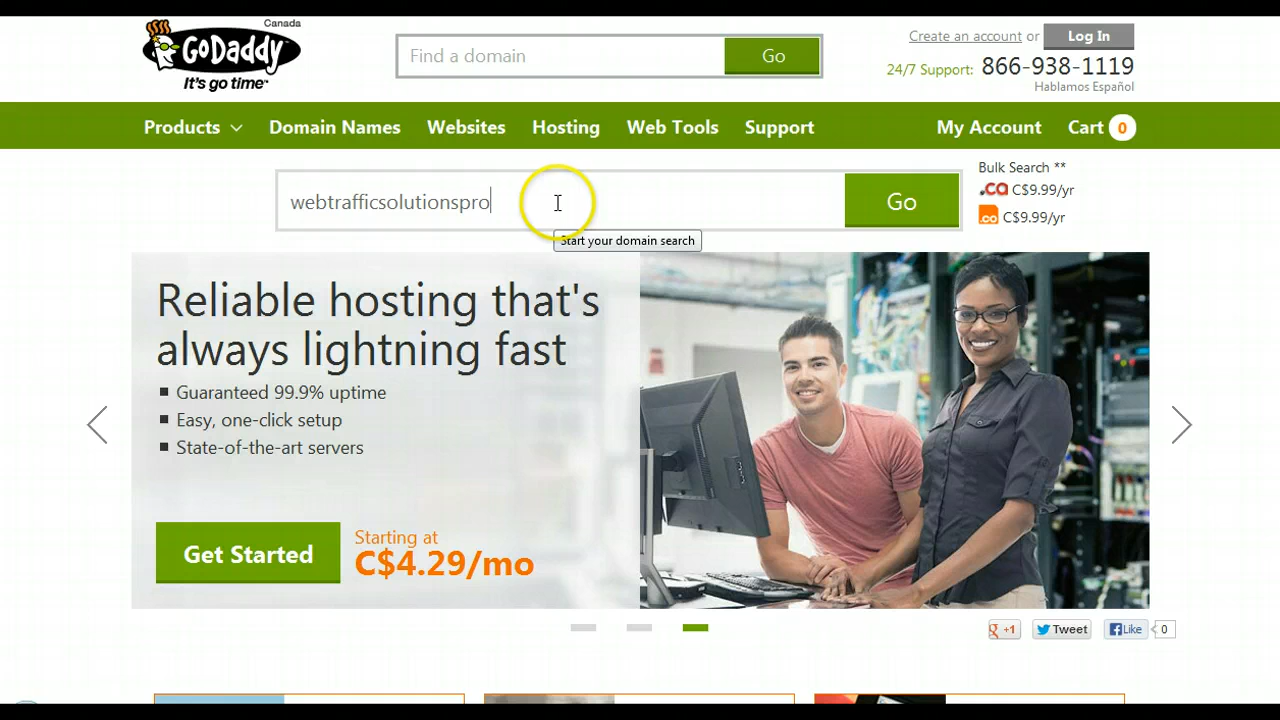 Canada
GoDaddy
It's go time™
Find a domain
Go
Create an account or
Log In
24/7 Support: 866-938-1119
Hablamos Español
Products
Domain Names
Websites
Hosting
Web Tools
Support
My Account
Cart 0
webtrafficsolutionspro
Go
Start your domain search
Bulk Search **
.ca C$9.99/yr
.co C$9.99/yr
Reliable hosting that's
always lightning fast
Guaranteed 99.9% uptime
Easy, one-click setup
State-of-the-art servers
Get Started
Starting at
C$4.29/mo
g +1
Tweet
Like
0